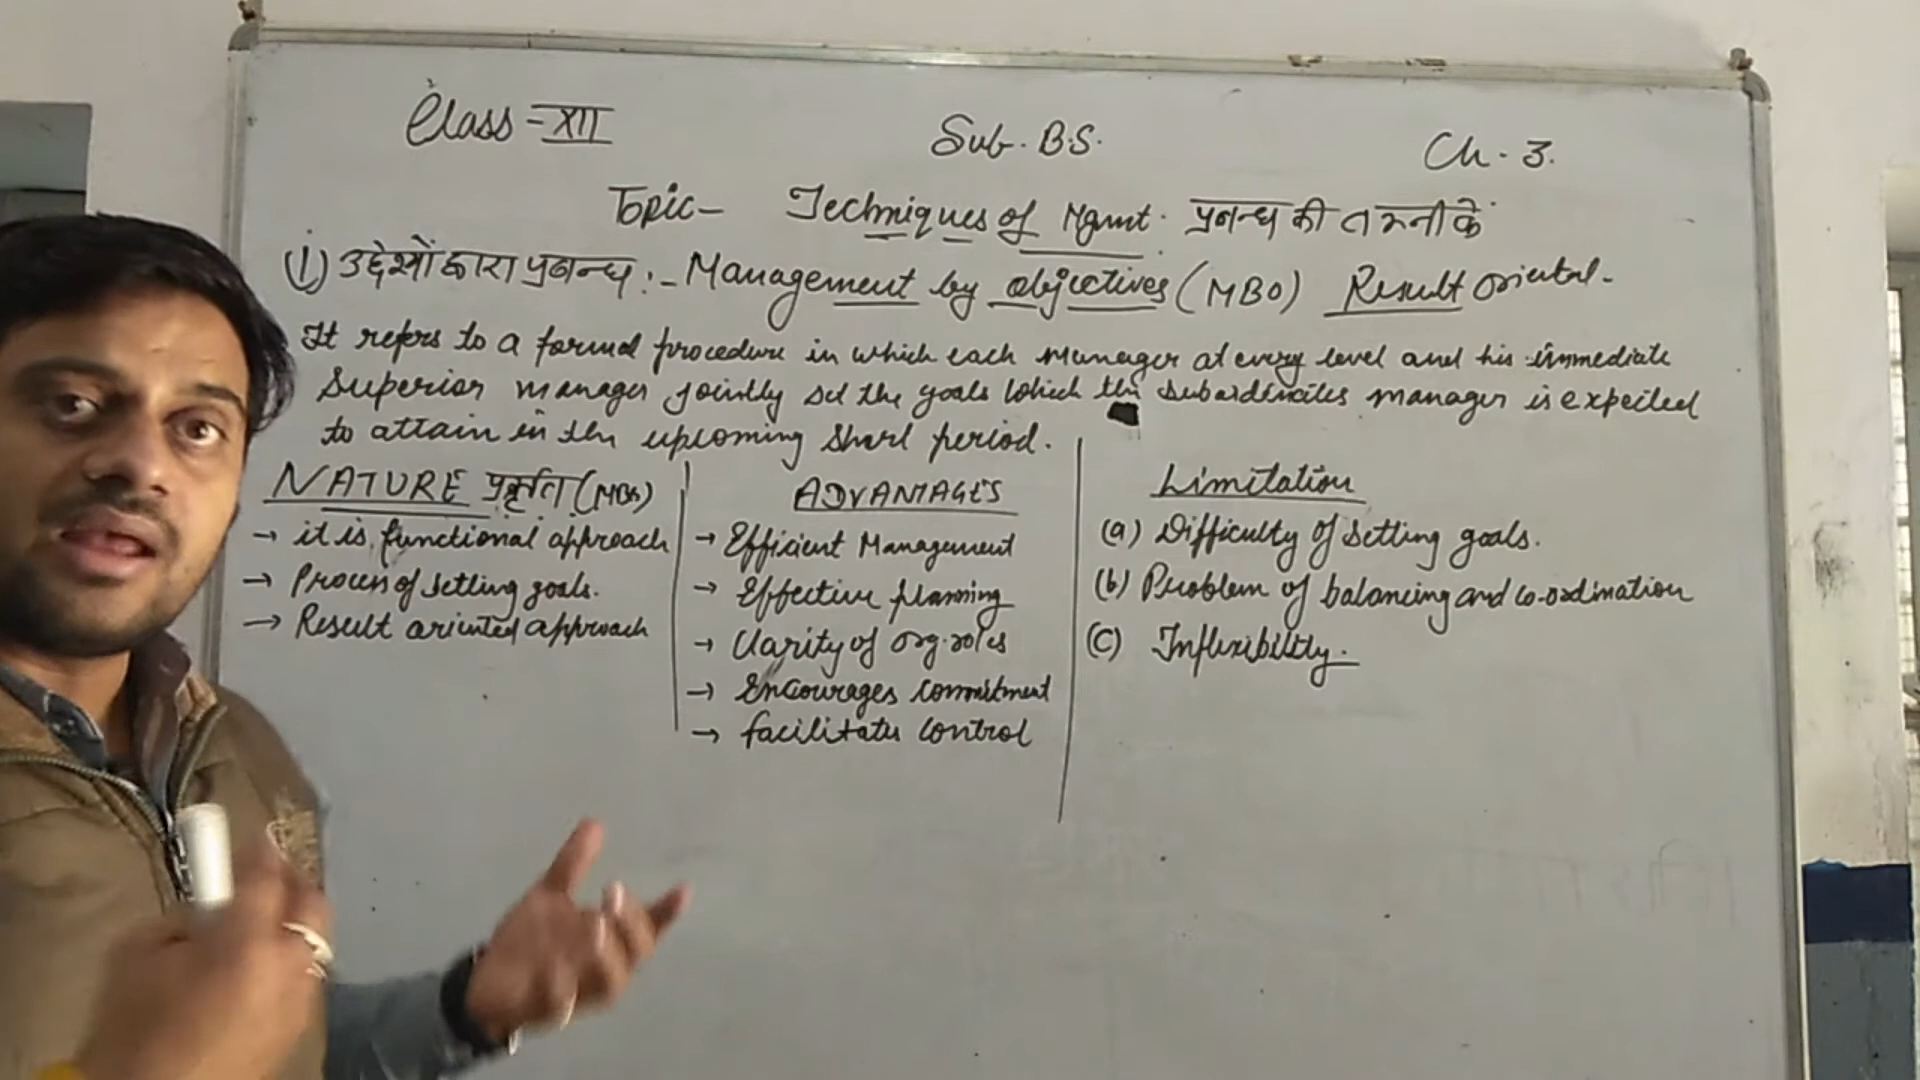 Class - XII Sub. B.S. Ch. 3.
Topic - Techniques of Mgmt. प्रबन्ध की तकनीकें
(1) उद्देश्यों द्वारा प्रबन्ध :- Management by objectives (MBO) Result oriental.
It refers to a formal procedure in which each manager at every level and his immediate
Superior manager jointly set the goals which the subordinates manager is expected
to attain in the upcoming short period.
NATURE प्रकृति (MBO)
→ it is functional approach
→ Process of setting goals.
→ Result oriented approach
ADVANTAGES
→ Efficient Management
→ Effective planning
→ Clarity of org. roles
→ Encourages commitment
→ facilitates control
Limitation
(a) Difficulty of setting goals.
(b) Problem of balancing and co-ordination
(C) Inflexibility.